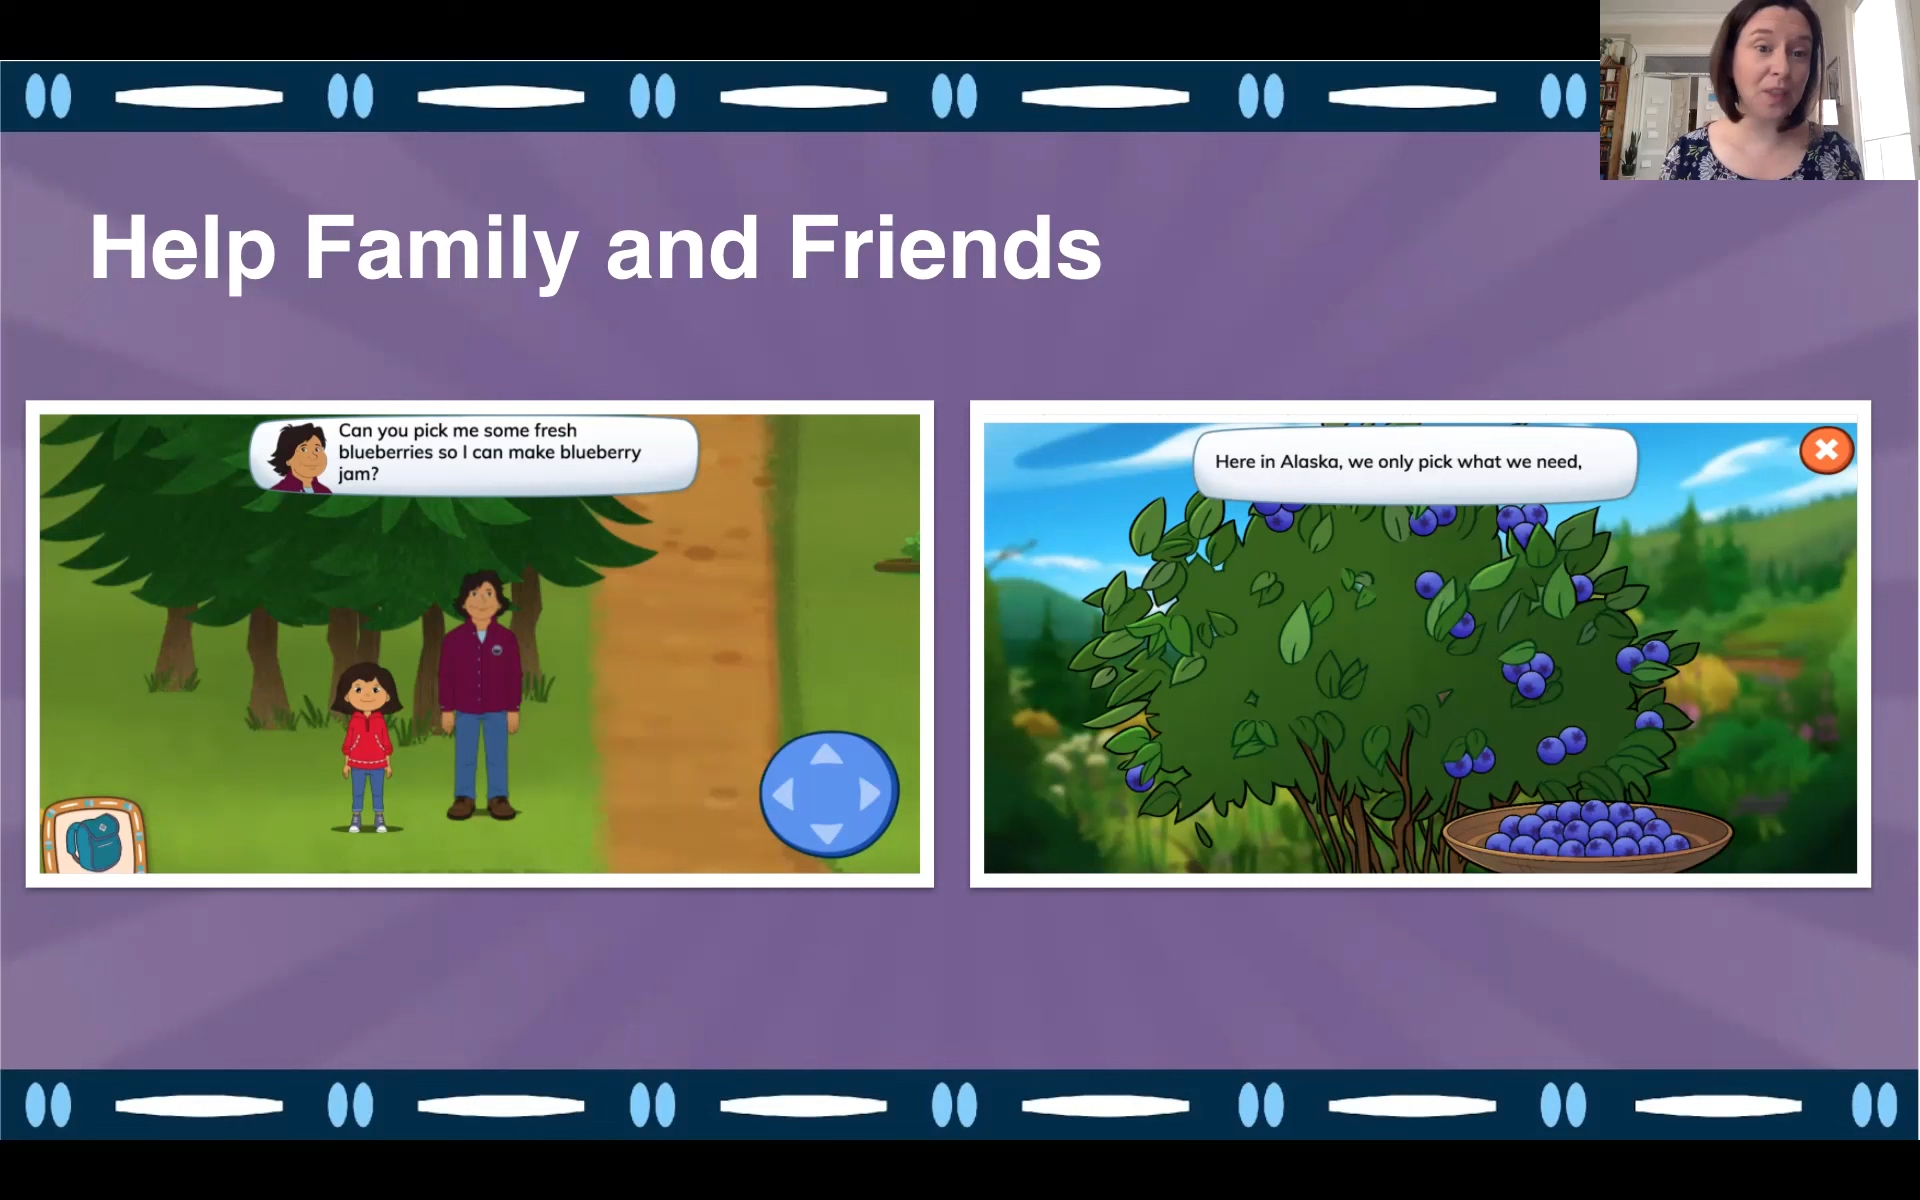 Help Family and Friends
Can you pick me some fresh
blueberries so I can make blueberry
jam?
Here in Alaska, we only pick what we need,